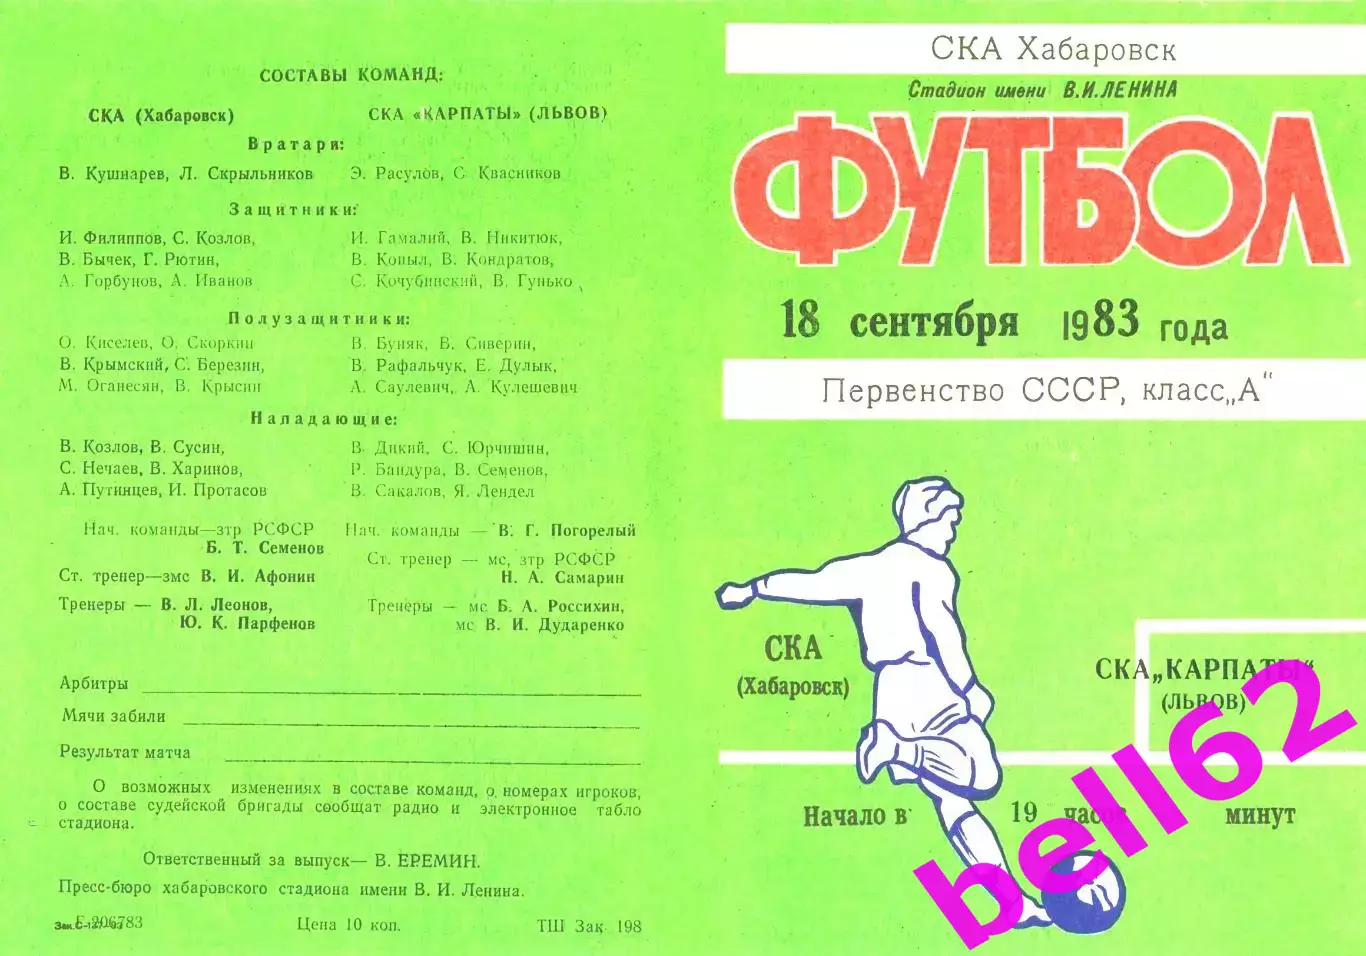 СОСТАВЫ КОМАНД:
СКА (Хабаровск) СКА «КАРПАТЫ» (ЛЬВОВ)
Вратари:
В. Кушнарев, Л. Скрыльников Э. Расулов, С. Квасников
Защитники:
И. Филиппов, С. Козлов, И. Гамалий, В. Никитюк,
В. Бычек, Г. Рютин, В. Копыл, В. Кондратов,
А. Горбунов, А. Иванов С. Кочубинский, В. Гунько
Полузащитники:
О. Киселев, О. Скоркин В. Буняк, В. Сиверин,
В. Крымский, С. Березин, В. Рафальчук, Е. Дулык,
М. Оганесян, В. Крысин А. Саулевич, А. Кулешевич
Нападающие:
В. Козлов, В. Сусин, В. Дикий, С. Юрчишин,
С. Нечаев, В. Харинов, Р. Бандура, В. Семенов,
А. Путинцев, И. Протасов В. Сакалов, Я. Лендел
Нач. команды—зтр РСФСР
Б. Т. Семенов
Ст. тренер—змс В. И. Афонин
Тренеры — В. Л. Леонов,
Ю. К. Парфенов
Нач. команды — В. Г. Погорелый
Ст. тренер — мс, зтр РСФСР
Н. А. Самарин
Тренеры — мс Б. А. Россихин,
мс В. И. Дударенко
Арбитры
Мячи забили
Результат матча
О возможных изменениях в составе команд, о номерах игроков,
о составе судейской бригады сообщат радио и электронное табло
стадиона.
Ответственный за выпуск— В. ЕРЕМИН.
Пресс-бюро хабаровского стадиона имени В. И. Ленина.
Цена 10 коп. ТШ Зак 198
СКА Хабаровск
Стадион имени В.И.ЛЕНИНА
ФУТБОЛ
18 сентября 1983 года
Первенство СССР, класс„А"
СКА
(Хабаровск)
СКА„КАРПАТЫ"
(ЛЬВОВ)
Начало в 19 часов минут
bell62